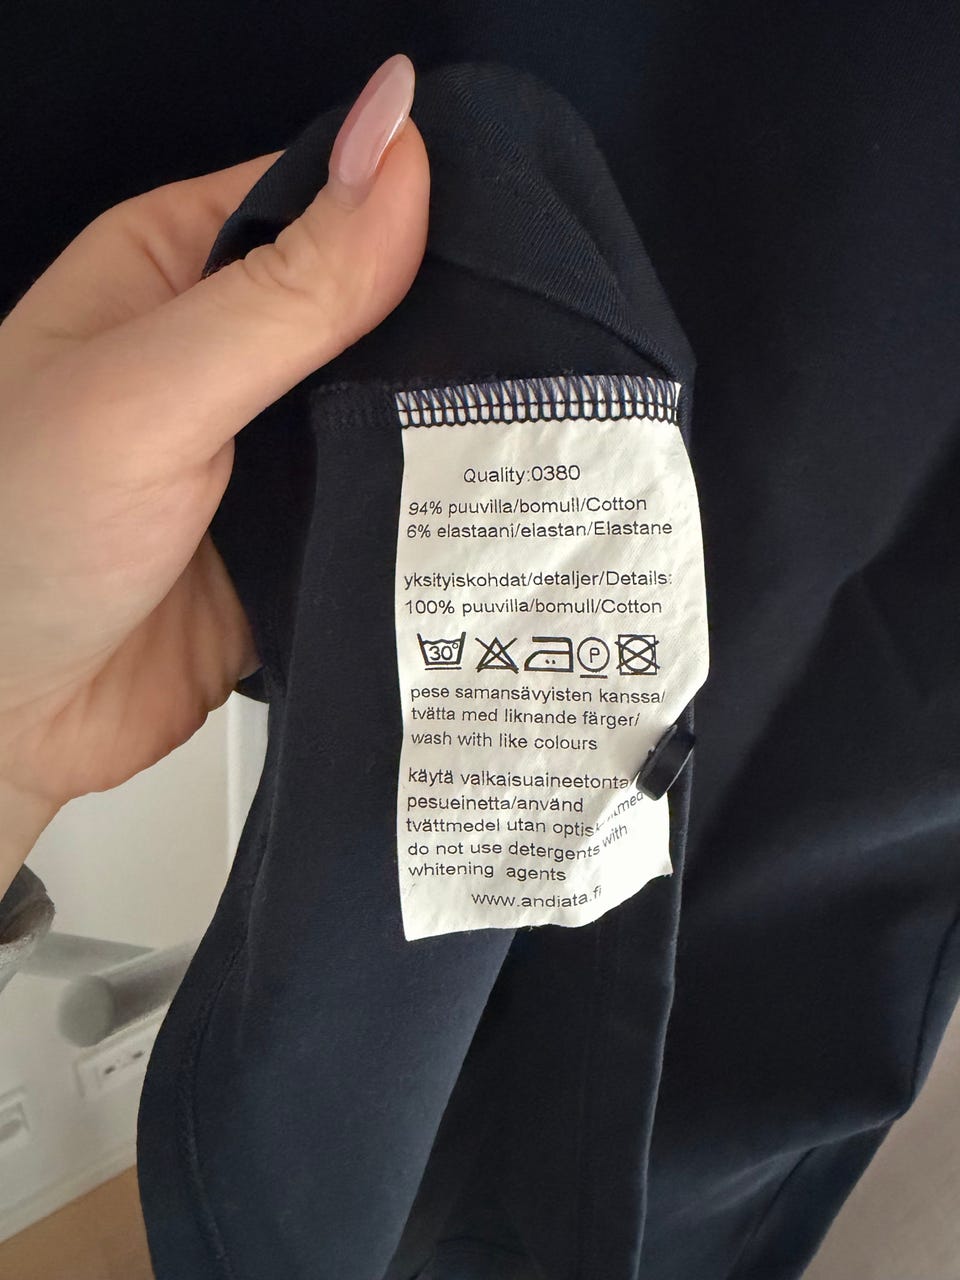 Quality:0380
94% puuvilla/bomull/Cotton
6% elastaani/elastan/Elastane
yksityiskohdat/detaljer/Details:
100% puuvilla/bomull/Cotton
30° P
pese samansävyisten kanssa/
tvätta med liknande färger/
wash with like colours
käytä valkaisuaineetonta
pesueinetta/använd
tvättmedel utan optisk
do not use detergents with
whitening agents
www.andiata.fi